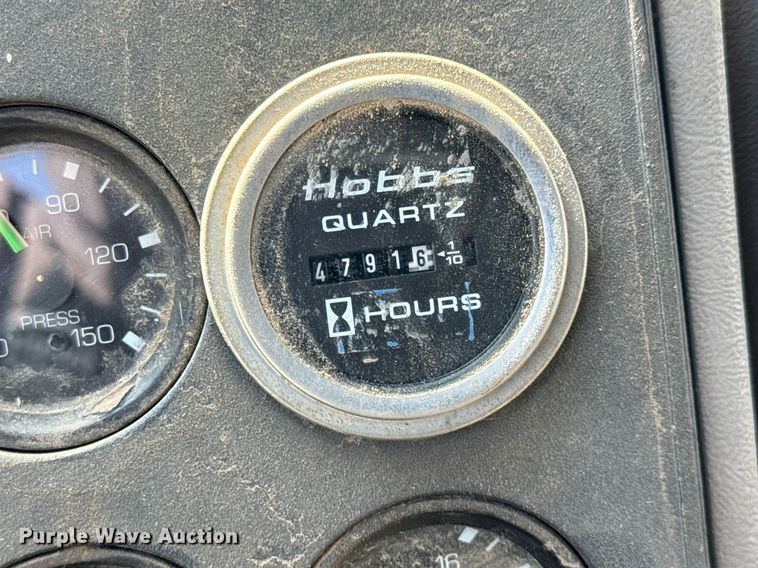 Hobbs
QUARTZ
47916 1/10
HOURS
90
AIR
120
PRESS
150
16
Purple Wave Auction